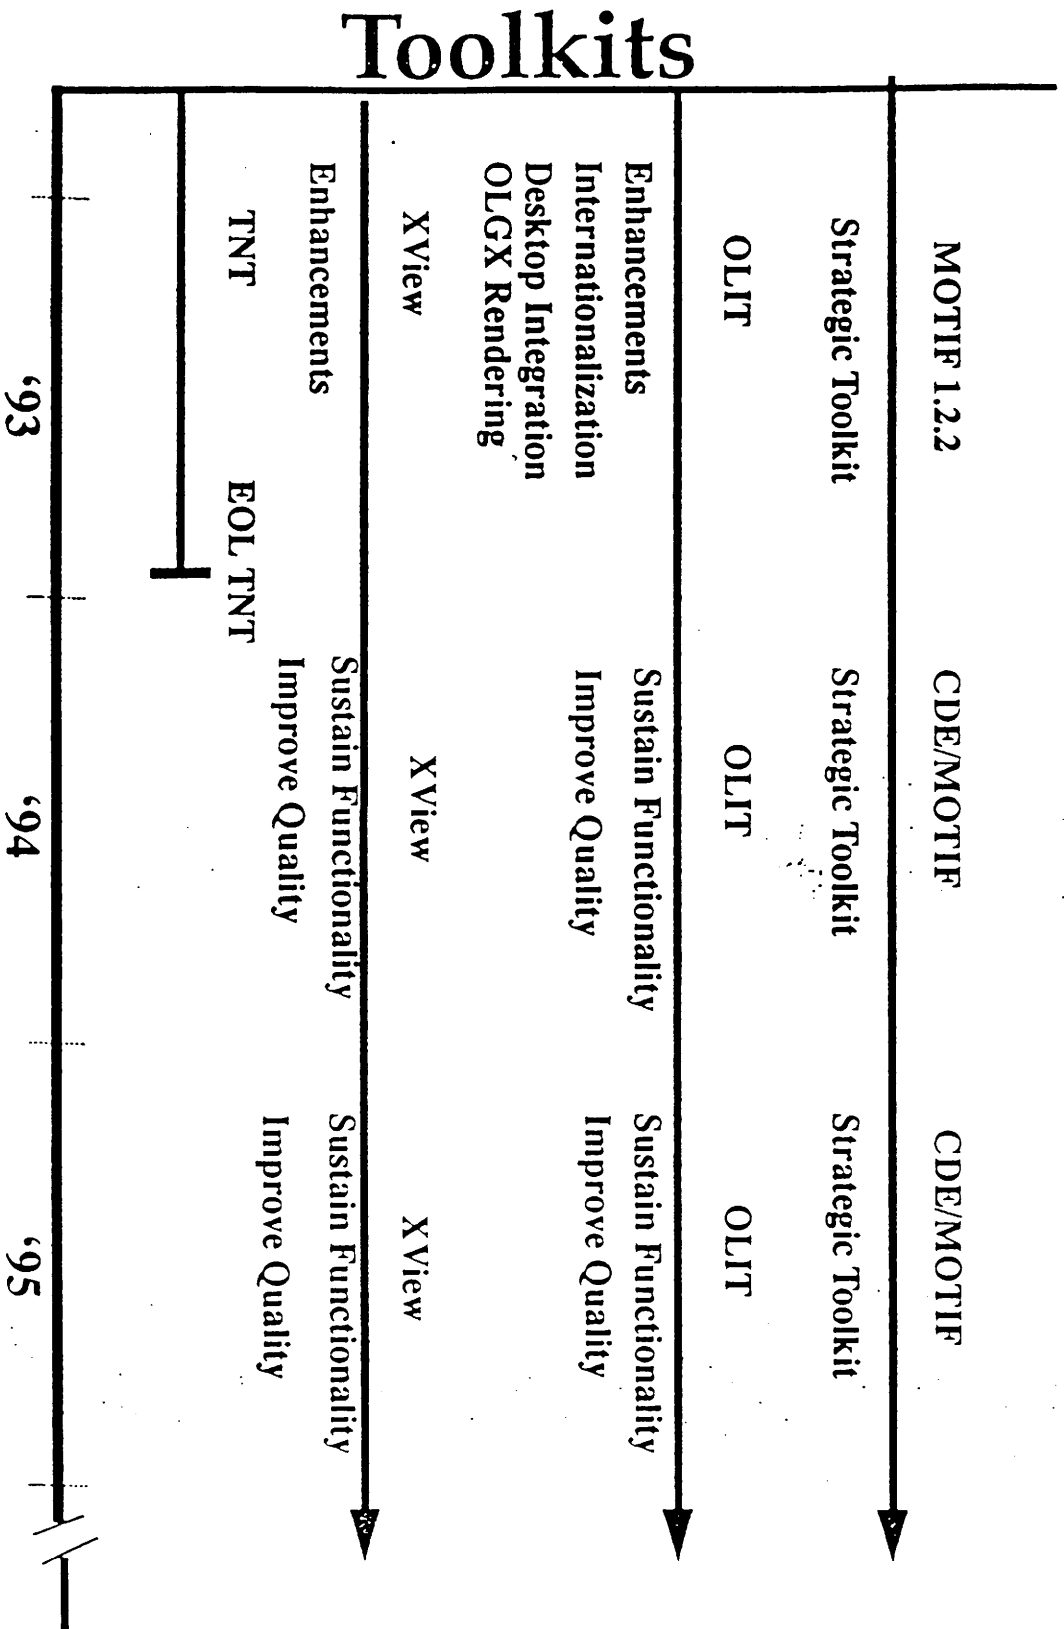 Toolkits
MOTIF 1.2.2
CDE/MOTIF
CDE/MOTIF
Strategic Toolkit
Strategic Toolkit
Strategic Toolkit
OLIT
OLIT
OLIT
Enhancements
Internationalization
Desktop Integration
OLGX Rendering
Sustain Functionality
Improve Quality
Sustain Functionality
Improve Quality
XView
XView
XView
Enhancements
Sustain Functionality
Improve Quality
Sustain Functionality
Improve Quality
TNT
EOL TNT
‘93
‘94
‘95